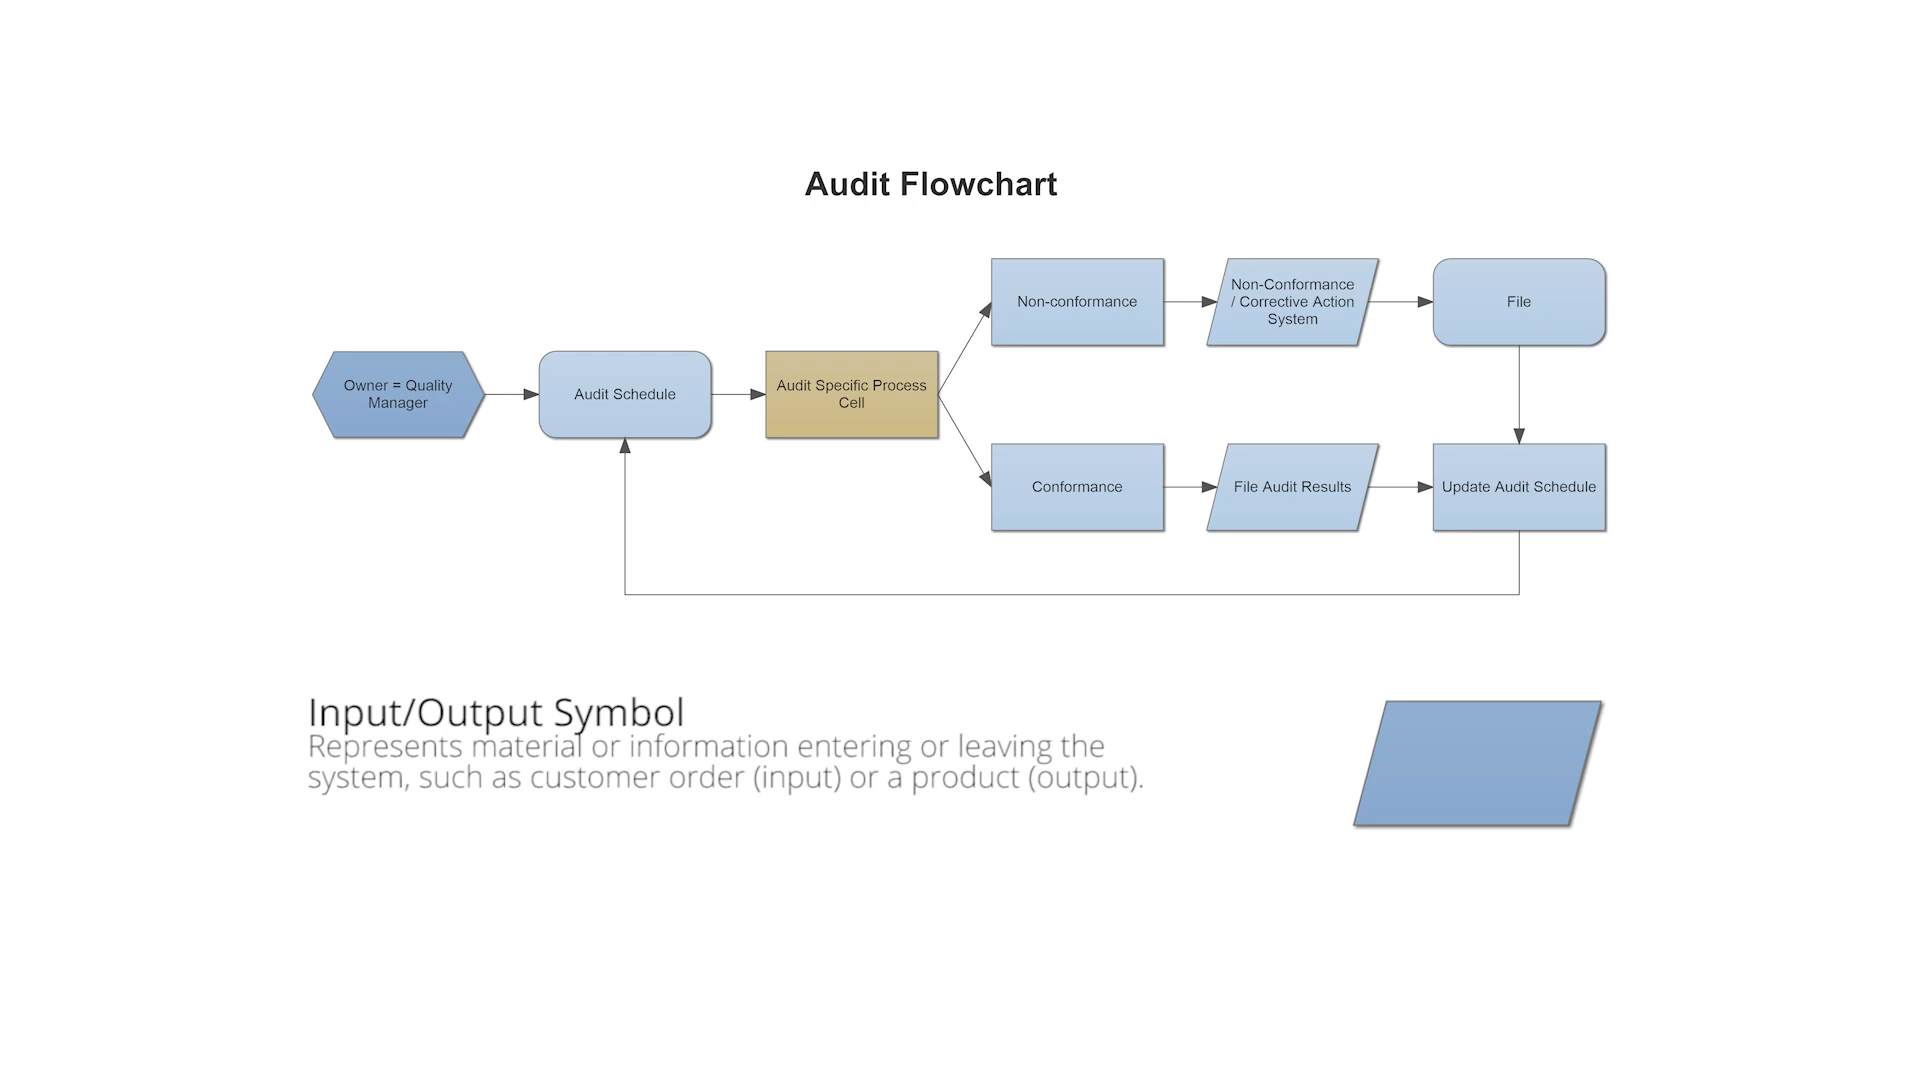 Audit Flowchart
Non-conformance
Non-Conformance
/ Corrective Action
System
File
Owner = Quality
Manager
Audit Schedule
Audit Specific Process
Cell
Conformance
File Audit Results
Update Audit Schedule
Input/Output Symbol
Represents material or information entering or leaving the
system, such as customer order (input) or a product (output).